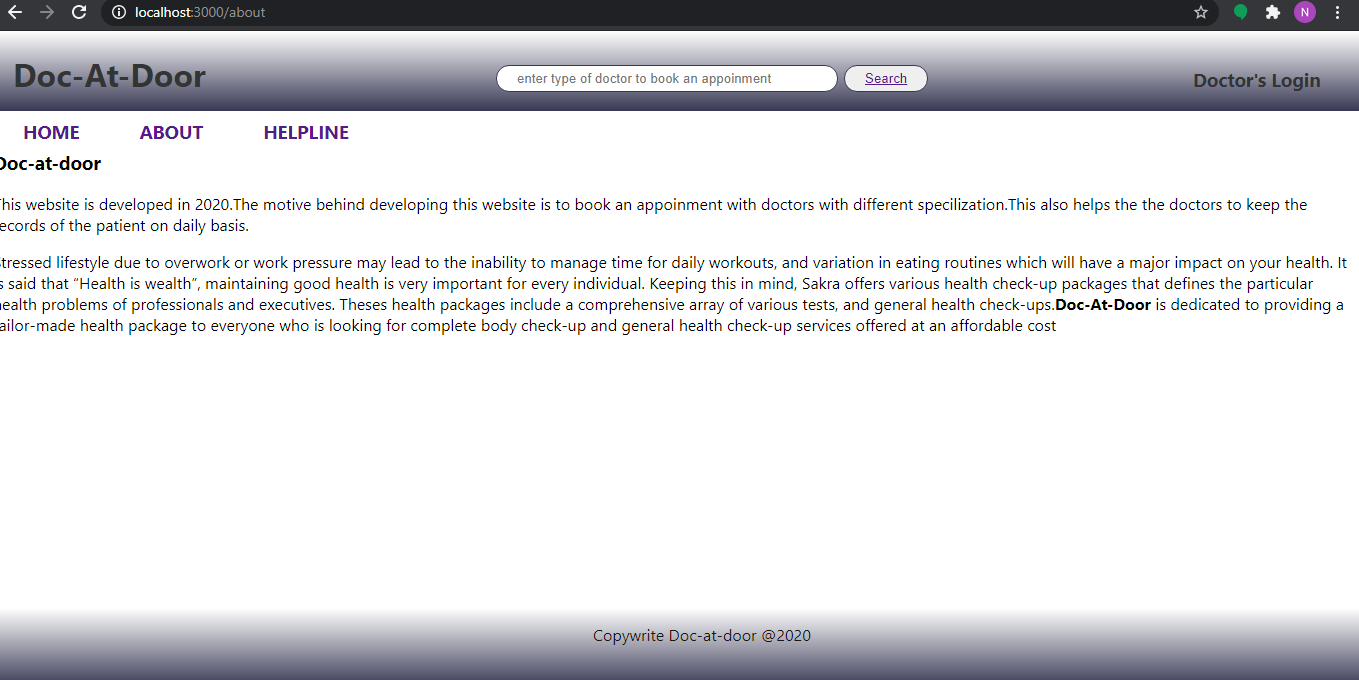 localhost:3000/about
N
Doc-At-Door
enter type of doctor to book an appoinment
Search
Doctor's Login
HOME ABOUT HELPLINE
Doc-at-door
This website is developed in 2020.The motive behind developing this website is to book an appoinment with doctors with different specilization.This also helps the the doctors to keep the
records of the patient on daily basis.
Stressed lifestyle due to overwork or work pressure may lead to the inability to manage time for daily workouts, and variation in eating routines which will have a major impact on your health. It
is said that “Health is wealth”, maintaining good health is very important for every individual. Keeping this in mind, Sakra offers various health check-up packages that defines the particular
health problems of professionals and executives. Theses health packages include a comprehensive array of various tests, and general health check-ups.Doc-At-Door is dedicated to providing a
tailor-made health package to everyone who is looking for complete body check-up and general health check-up services offered at an affordable cost
Copywrite Doc-at-door @2020